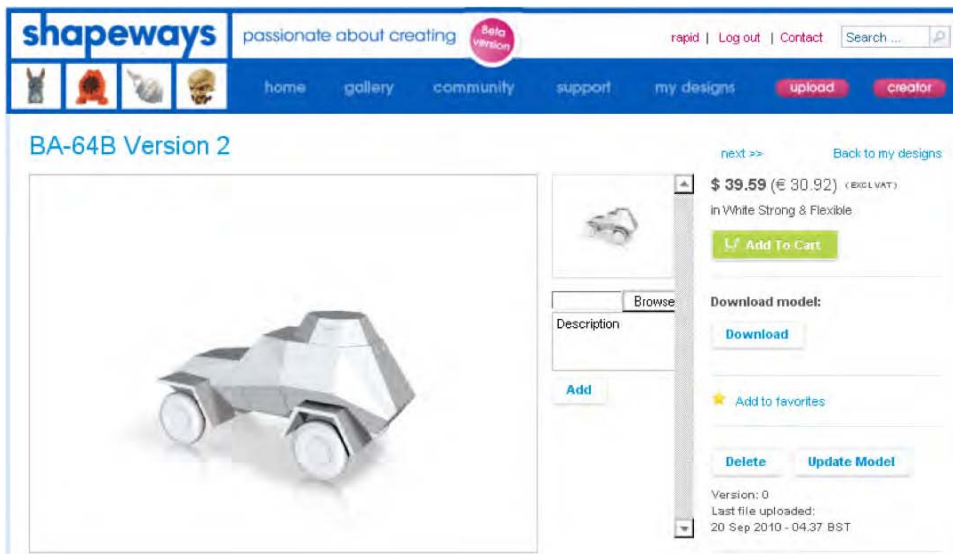 shapeways
passionate about creating
Beta
version
rapid | Log out | Contact
Search ...
home gallery community support my designs upload creator
BA-64B Version 2
next >> Back to my designs
$ 39.59 (€ 30.92) (EXCL VAT)
in White Strong & Flexible
Add To Cart
Browse
Description
Add
Download model:
Download
Add to favorites
Delete Update Model
Version: 0
Last file uploaded:
20 Sep 2010 - 04.37 BST